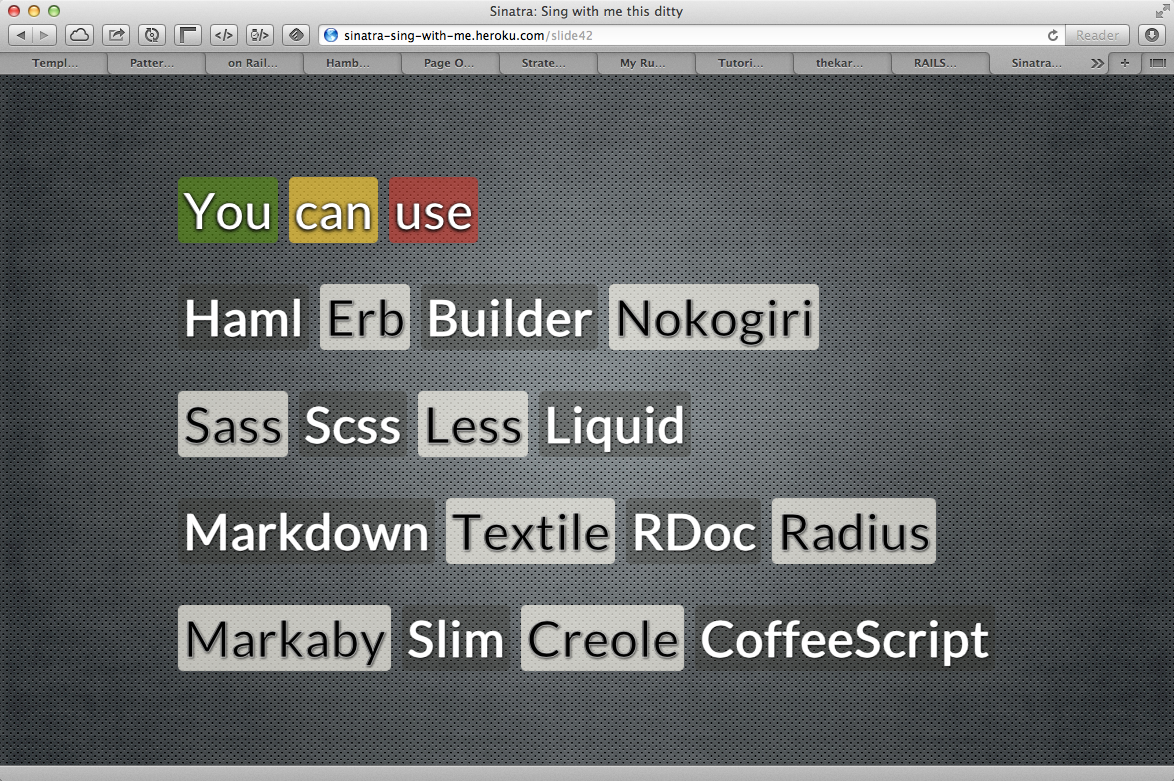 Sinatra: Sing with me this ditty
sinatra-sing-with-me.heroku.com/slide42
Reader
Templ... Patter... on Rail... Hamb... Page O... Strate... My Ru... Tutori... thekar... RAILS... Sinatra...
You can use
Haml Erb Builder Nokogiri
Sass Scss Less Liquid
Markdown Textile RDoc Radius
Markaby Slim Creole CoffeeScript